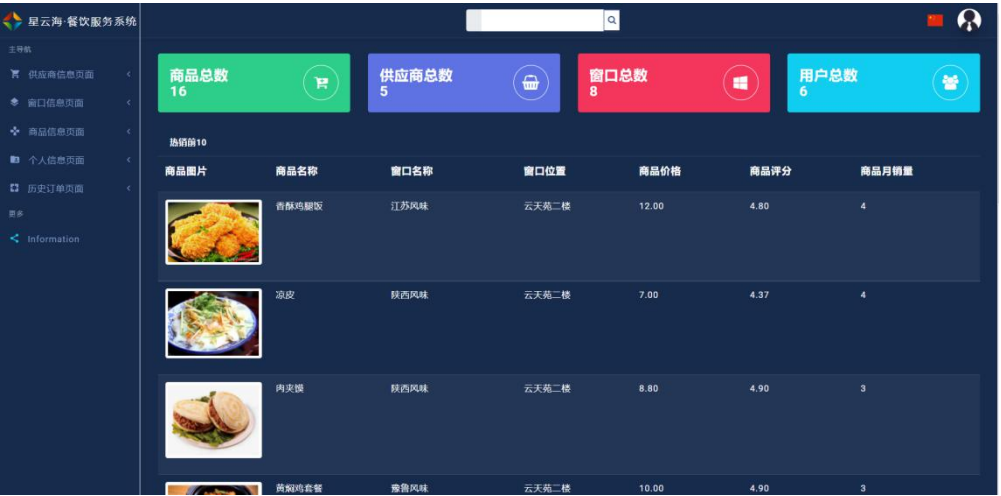 星云海·餐饮服务系统
主导航
供应商信息页面
窗口信息页面
商品信息页面
个人信息页面
历史订单页面
更多
Information
商品总数
16
供应商总数
5
窗口总数
8
用户总数
6
热销前10
商品图片 商品名称 窗口名称 窗口位置 商品价格 商品评分 商品月销量
香酥鸡腿饭 江苏风味 云天苑二楼 12.00 4.80 4
凉皮 陕西风味 云天苑二楼 7.00 4.37 4
肉夹馍 陕西风味 云天苑二楼 8.80 4.90 3
黄焖鸡套餐 豫鲁风味 云天苑二楼 10.00 4.90 3